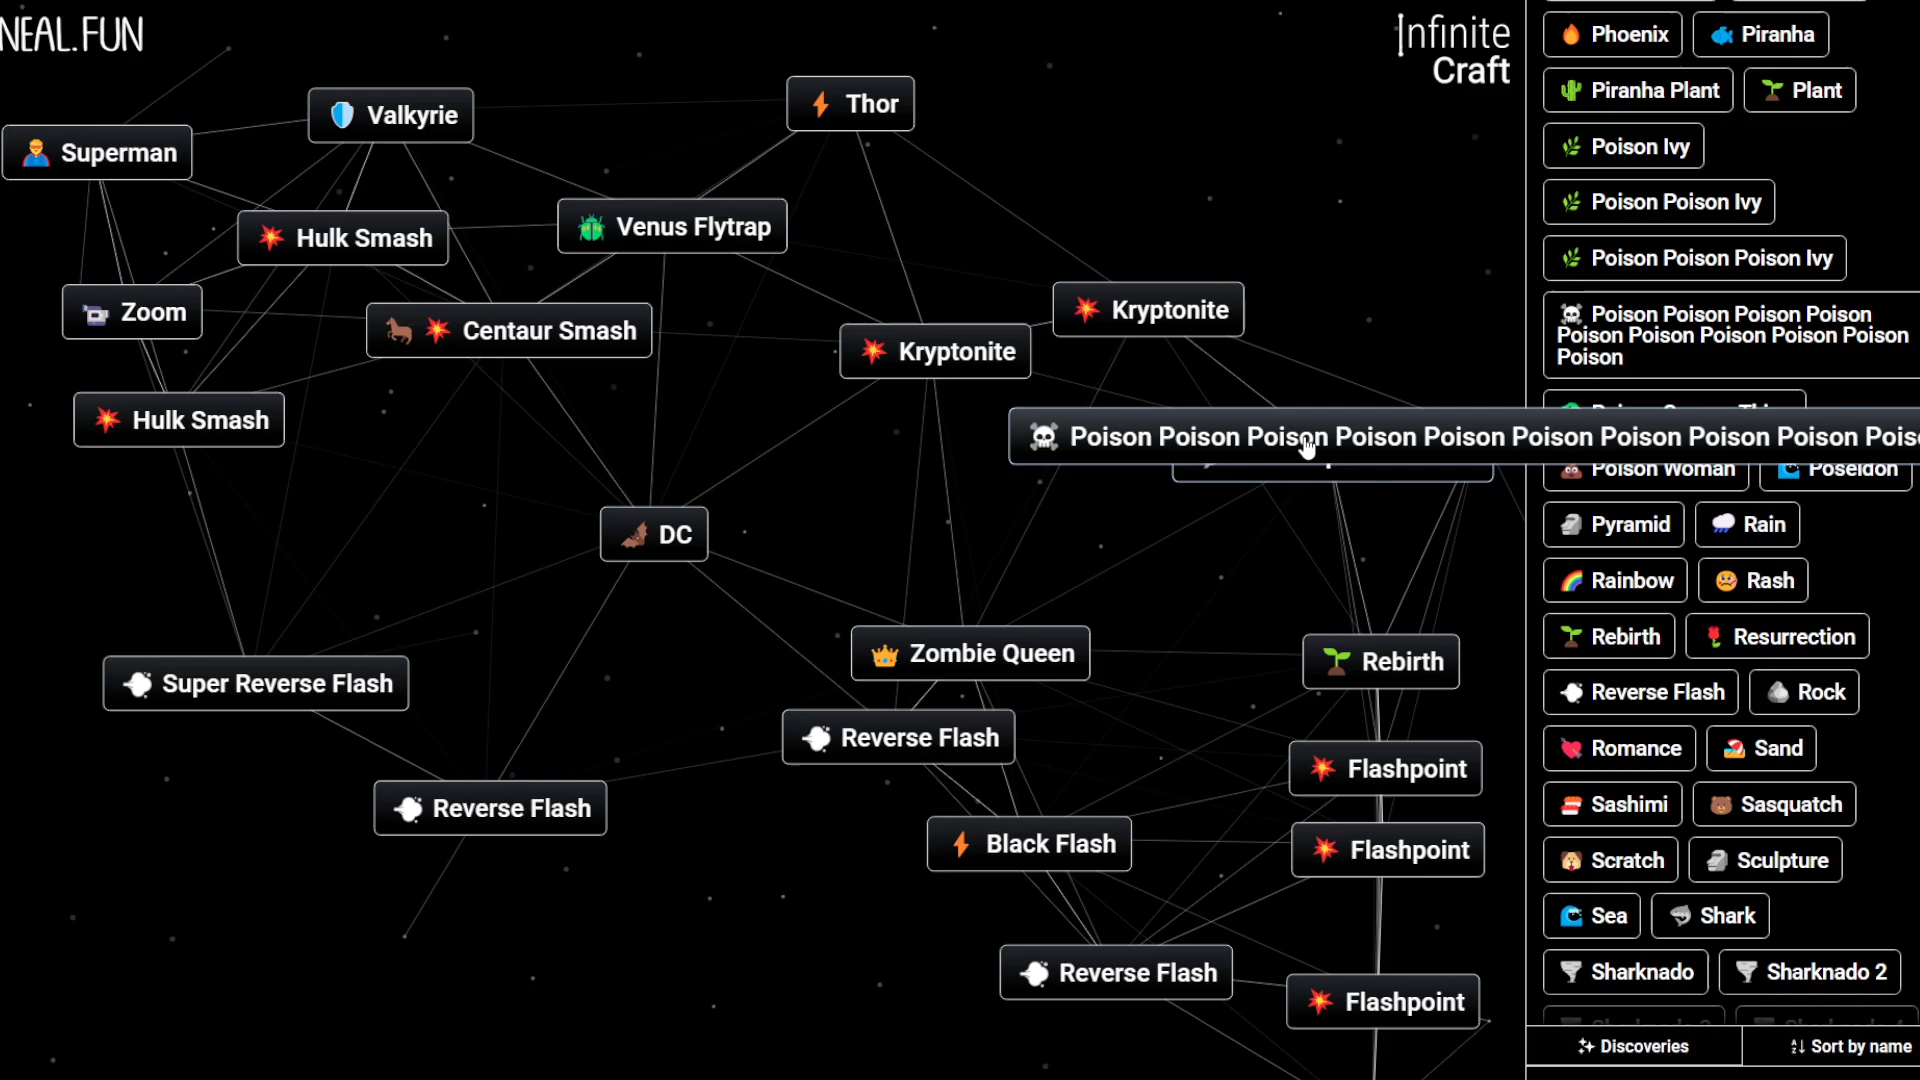 NEAL.FUN
Infinite
Craft
Valkyrie
Thor
Superman
Hulk Smash
Venus Flytrap
Zoom
Centaur Smash
Kryptonite
Kryptonite
Hulk Smash
Poison Poison Poison Poison Poison Poison Poison Poison Poison
DC
Zombie Queen
Rebirth
Super Reverse Flash
Reverse Flash
Flashpoint
Reverse Flash
Black Flash
Flashpoint
Reverse Flash
Flashpoint
Phoenix
Piranha
Piranha Plant
Plant
Poison Ivy
Poison Poison Ivy
Poison Poison Poison Ivy
Poison Poison Poison Poison
Poison Poison Poison Poison Poison
Poison
Poison Woman
Poseidon
Pyramid
Rain
Rainbow
Rash
Rebirth
Resurrection
Reverse Flash
Rock
Romance
Sand
Sashimi
Sasquatch
Scratch
Sculpture
Sea
Shark
Sharknado
Sharknado 2
Discoveries
Sort by name